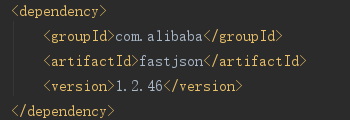 <dependency>
    <groupId>com.alibaba</groupId>
    <artifactId>fastjson</artifactId>
    <version>1.2.46</version>
</dependency>